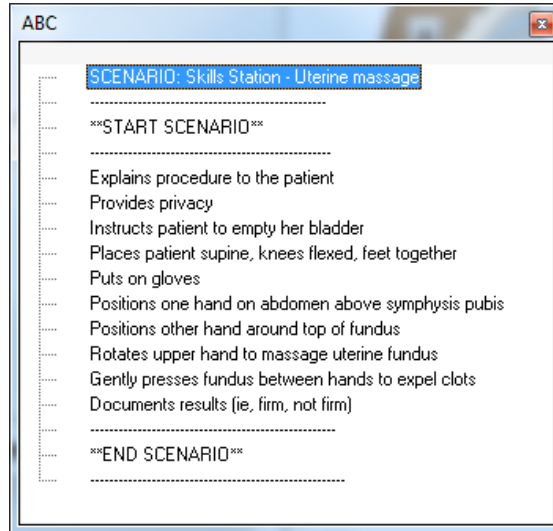 ABC
SCENARIO: Skills Station - Uterine massage
--------------------------------------------------
**START SCENARIO**
---------------------------------------------------
Explains procedure to the patient
Provides privacy
Instructs patient to empty her bladder
Places patient supine, knees flexed, feet together
Puts on gloves
Positions one hand on abdomen above symphysis pubis
Positions other hand around top of fundus
Rotates upper hand to massage uterine fundus
Gently presses fundus between hands to expel clots
Documents results (ie, firm, not firm)
----------------------------------------------------
**END SCENARIO**
------------------------------------------------------